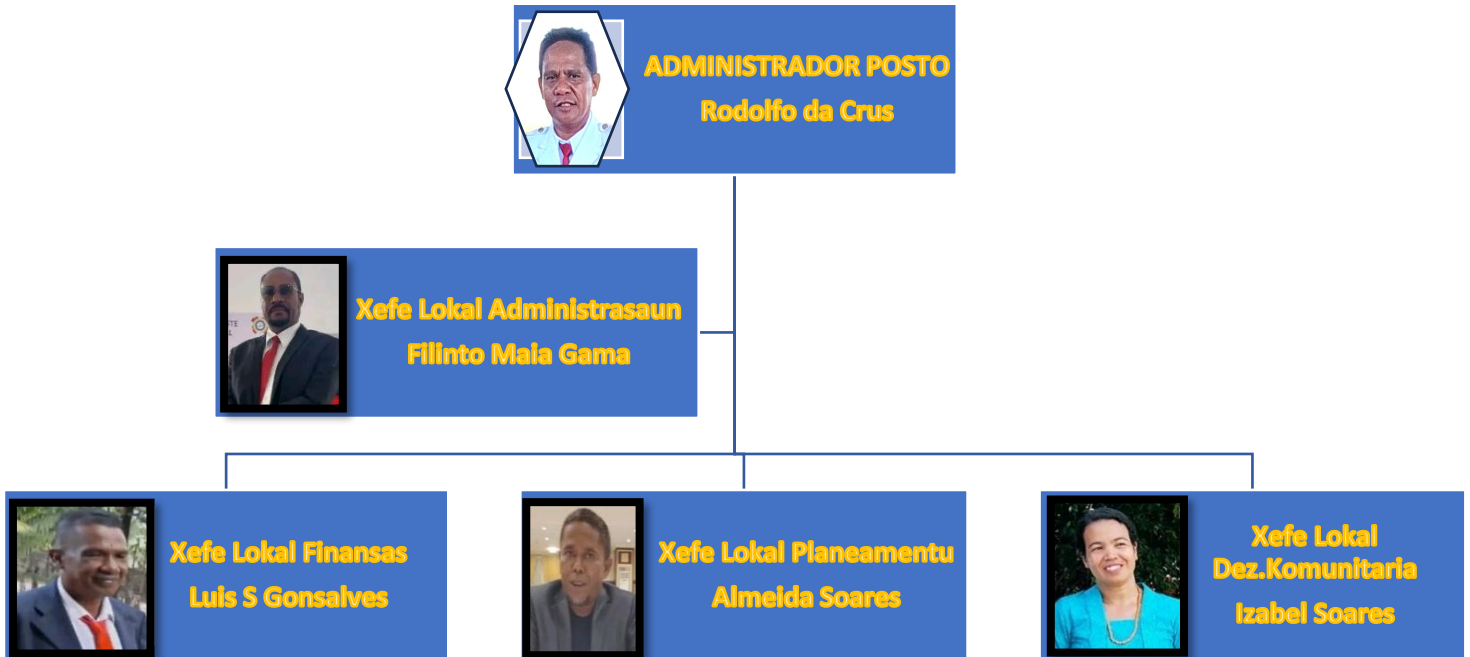 ADMINISTRADOR POSTO
Rodolfo da Crus
Xefe Lokal Administrasaun
Filinto Maia Gama
Xefe Lokal Finansas
Luis S Gonsalves
Xefe Lokal Planeamentu
Almeida Soares
Xefe Lokal
Dez.Komunitaria
Izabel Soares